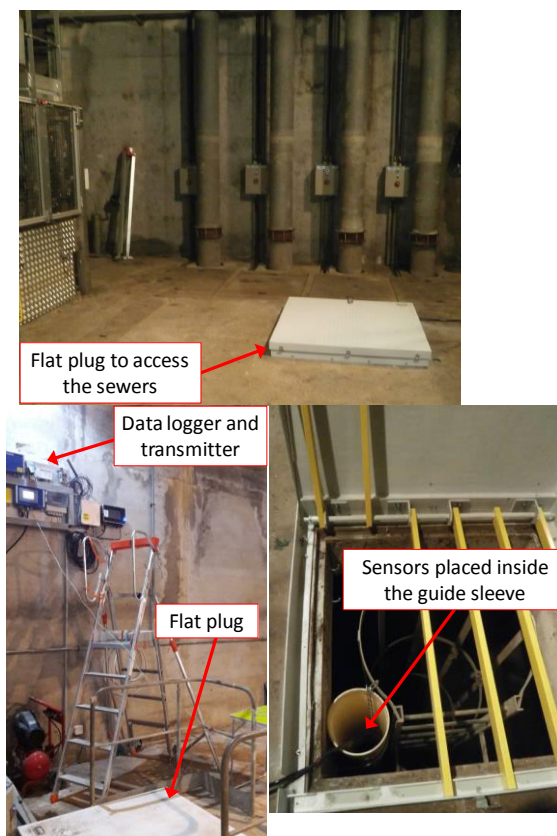 Flat plug to access
the sewers
Data logger and
transmitter
Flat plug
Sensors placed inside
the guide sleeve